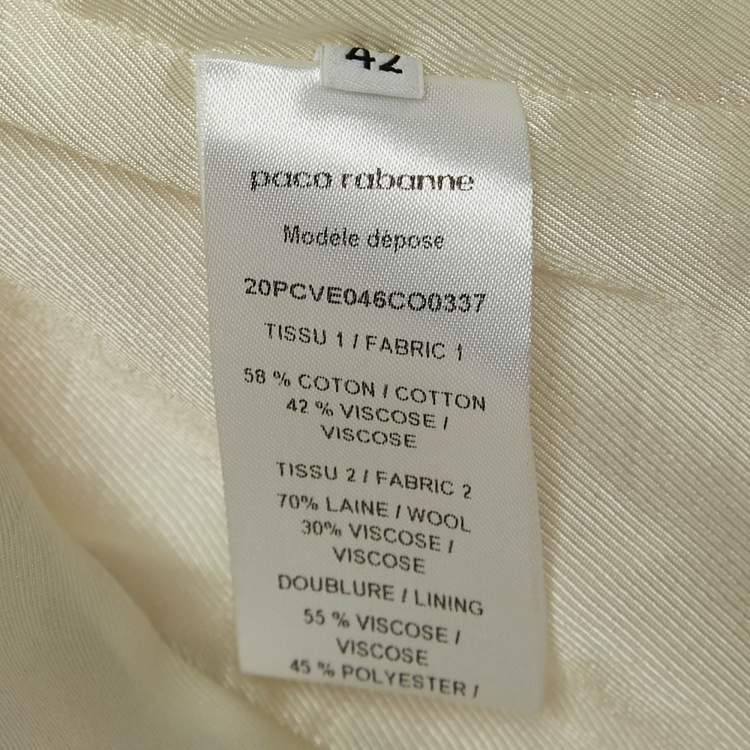 42
paco rabanne
Modèle déposé
20PCVE046CO0337
TISSU 1 / FABRIC 1
58 % COTON / COTTON
42 % VISCOSE /
VISCOSE
TISSU 2 / FABRIC 2
70% LAINE / WOOL
30% VISCOSE /
VISCOSE
DOUBLURE / LINING
55 % VISCOSE /
VISCOSE
45 % POLYESTER /